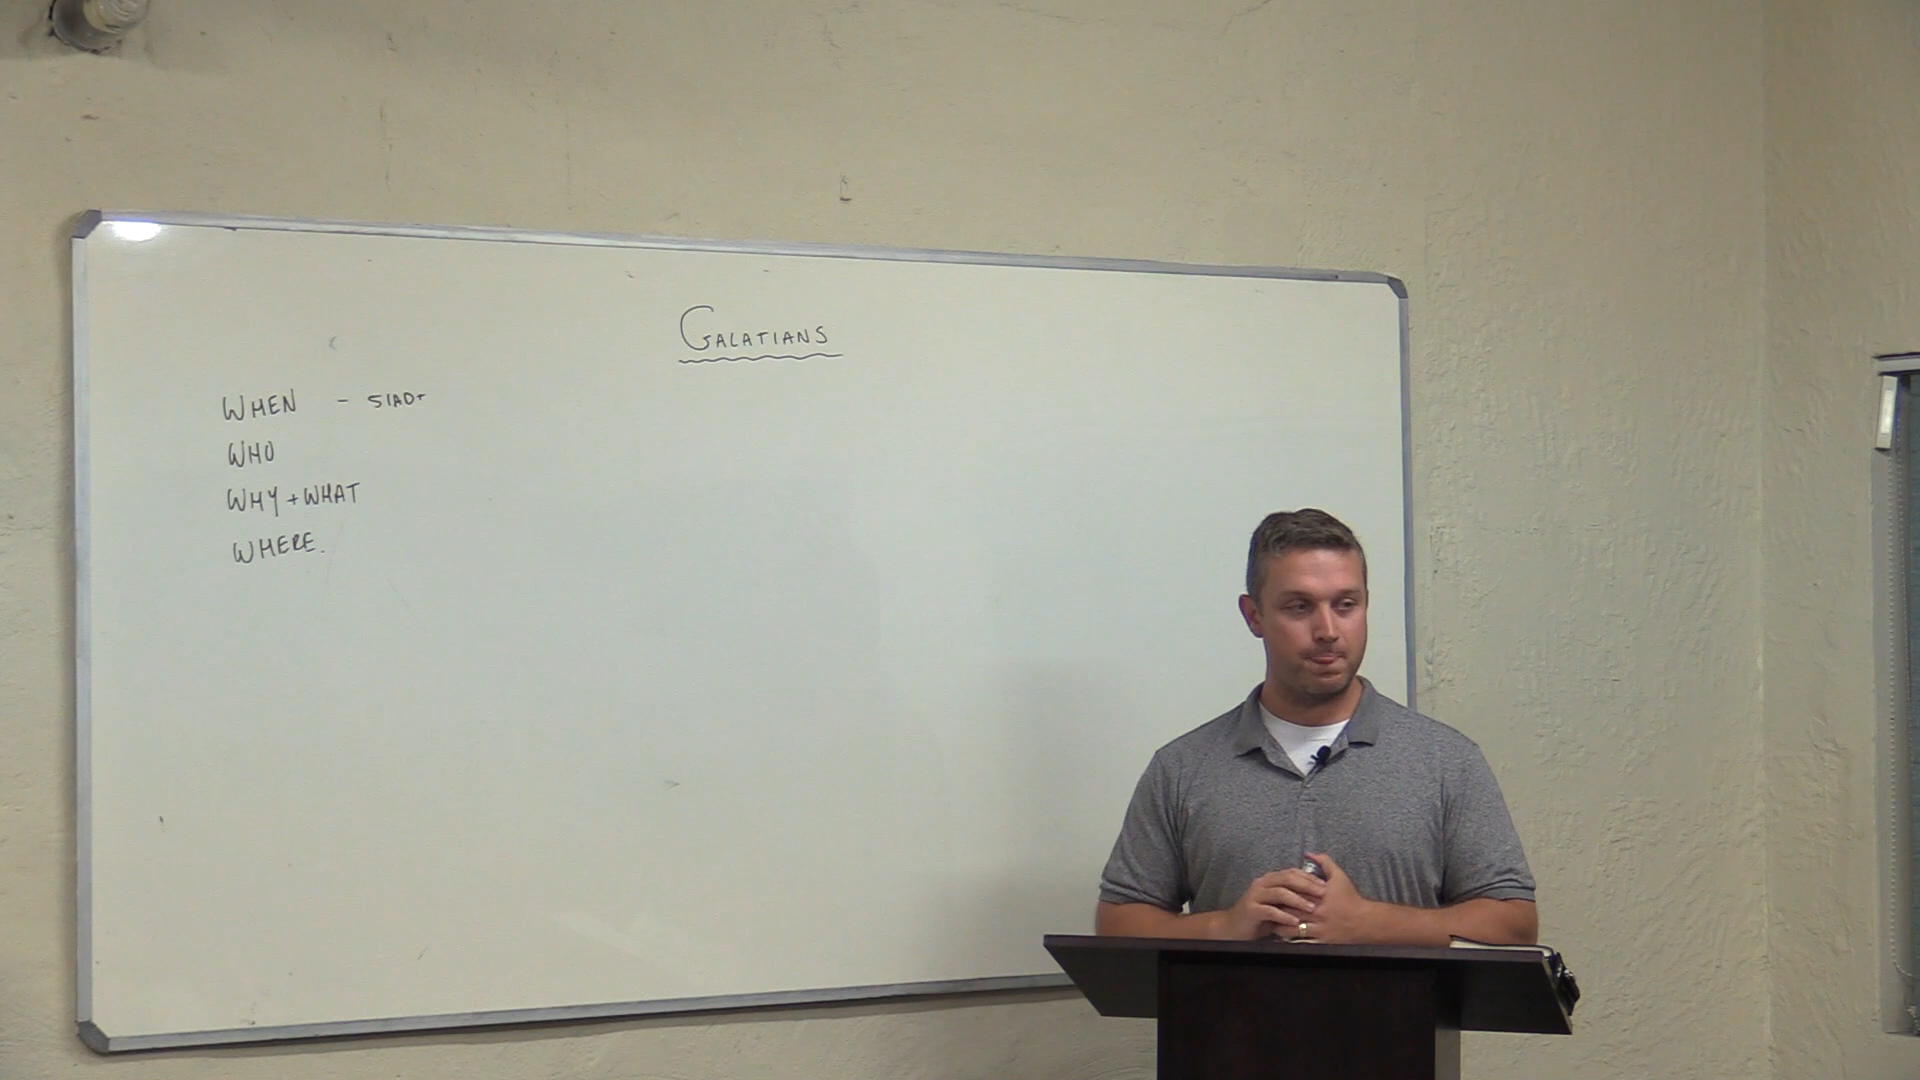 GALATIANS
WHEN - 51AD+
WHO
WHY + WHAT
WHERE.